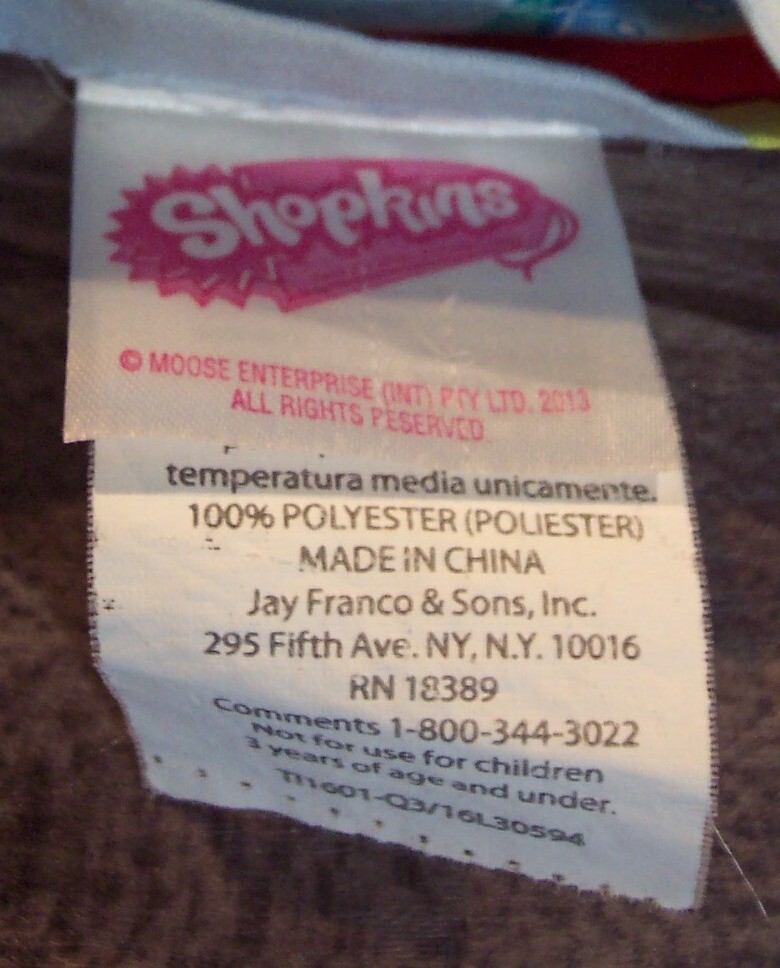 Shopkins
© MOOSE ENTERPRISE (INT) PTY LTD. 2013
ALL RIGHTS RESERVED
temperatura media unicamente.
100% POLYESTER (POLIESTER)
MADE IN CHINA
Jay Franco & Sons, Inc.
295 Fifth Ave. NY, N.Y. 10016
RN 18389
Comments 1-800-344-3022
Not for use for children
3 years of age and under.
TI1601-Q3/16L30594